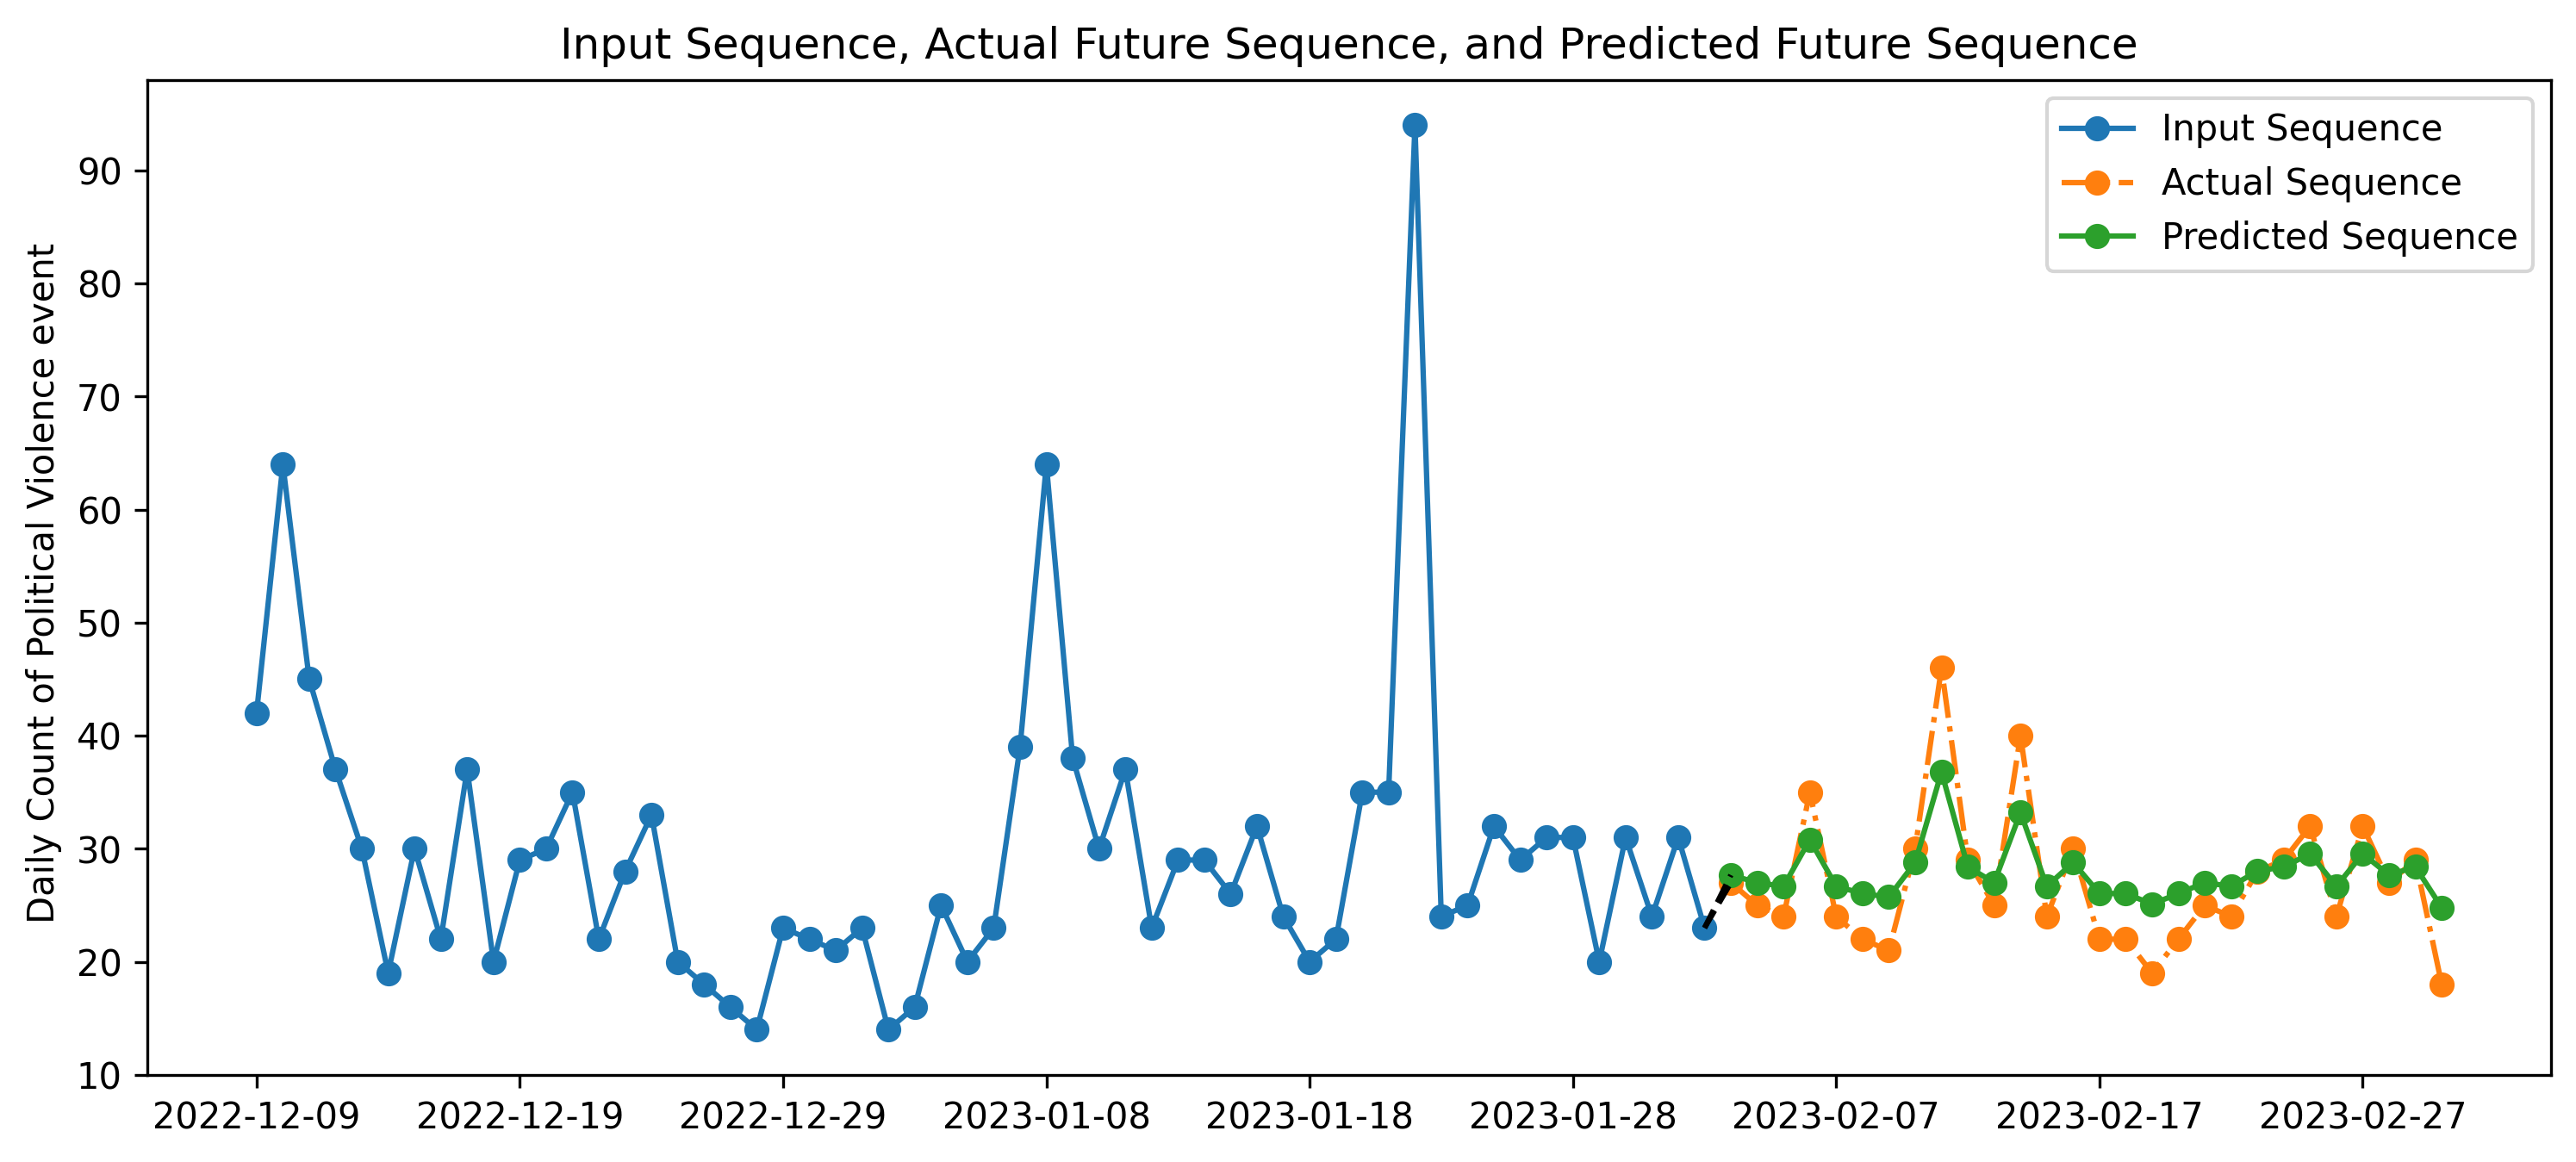 Input Sequence, Actual Future Sequence, and Predicted Future Sequence
Daily Count of Political Violence event
90
80
70
60
50
40
30
20
10
Input Sequence
Actual Sequence
Predicted Sequence
2022-12-09 2022-12-19 2022-12-29 2023-01-08 2023-01-18 2023-01-28 2023-02-07 2023-02-17 2023-02-27